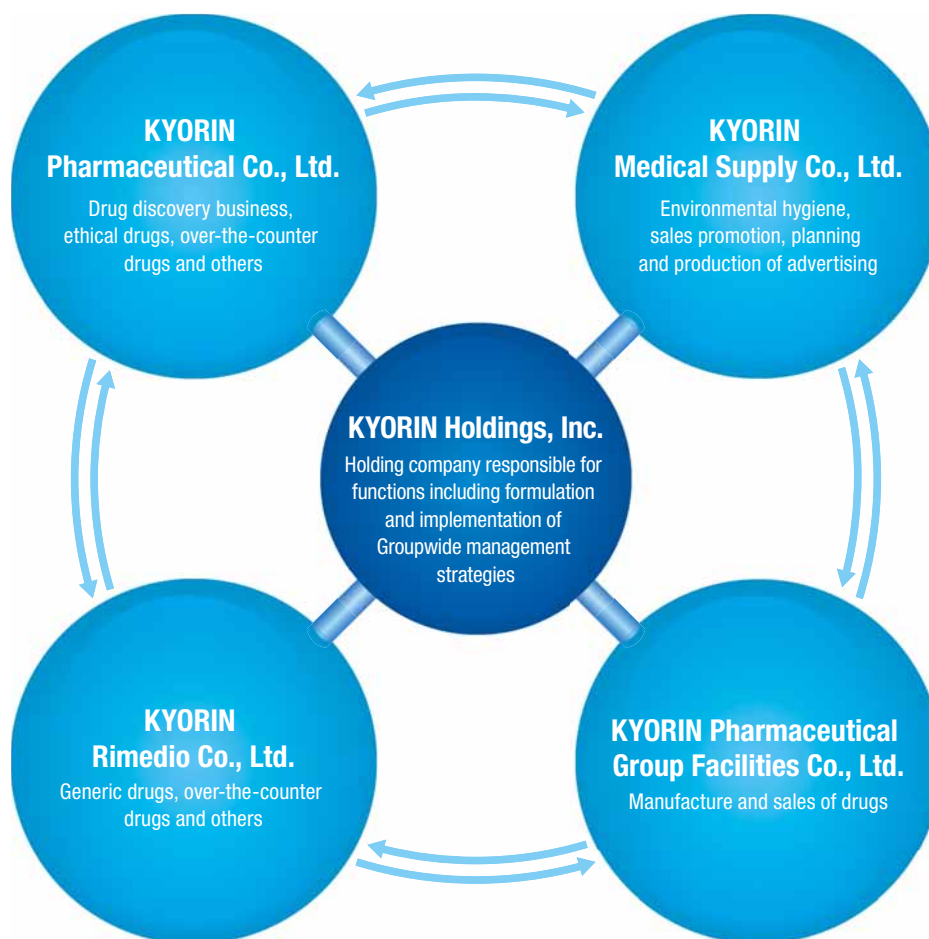 KYORIN
Pharmaceutical Co., Ltd.
Drug discovery business,
ethical drugs, over-the-counter
drugs and others
KYORIN
Medical Supply Co., Ltd.
Environmental hygiene,
sales promotion, planning
and production of advertising
KYORIN Holdings, Inc.
Holding company responsible for
functions including formulation
and implementation of
Groupwide management
strategies
KYORIN
Rimedio Co., Ltd.
Generic drugs, over-the-counter
drugs and others
KYORIN Pharmaceutical
Group Facilities Co., Ltd.
Manufacture and sales of drugs